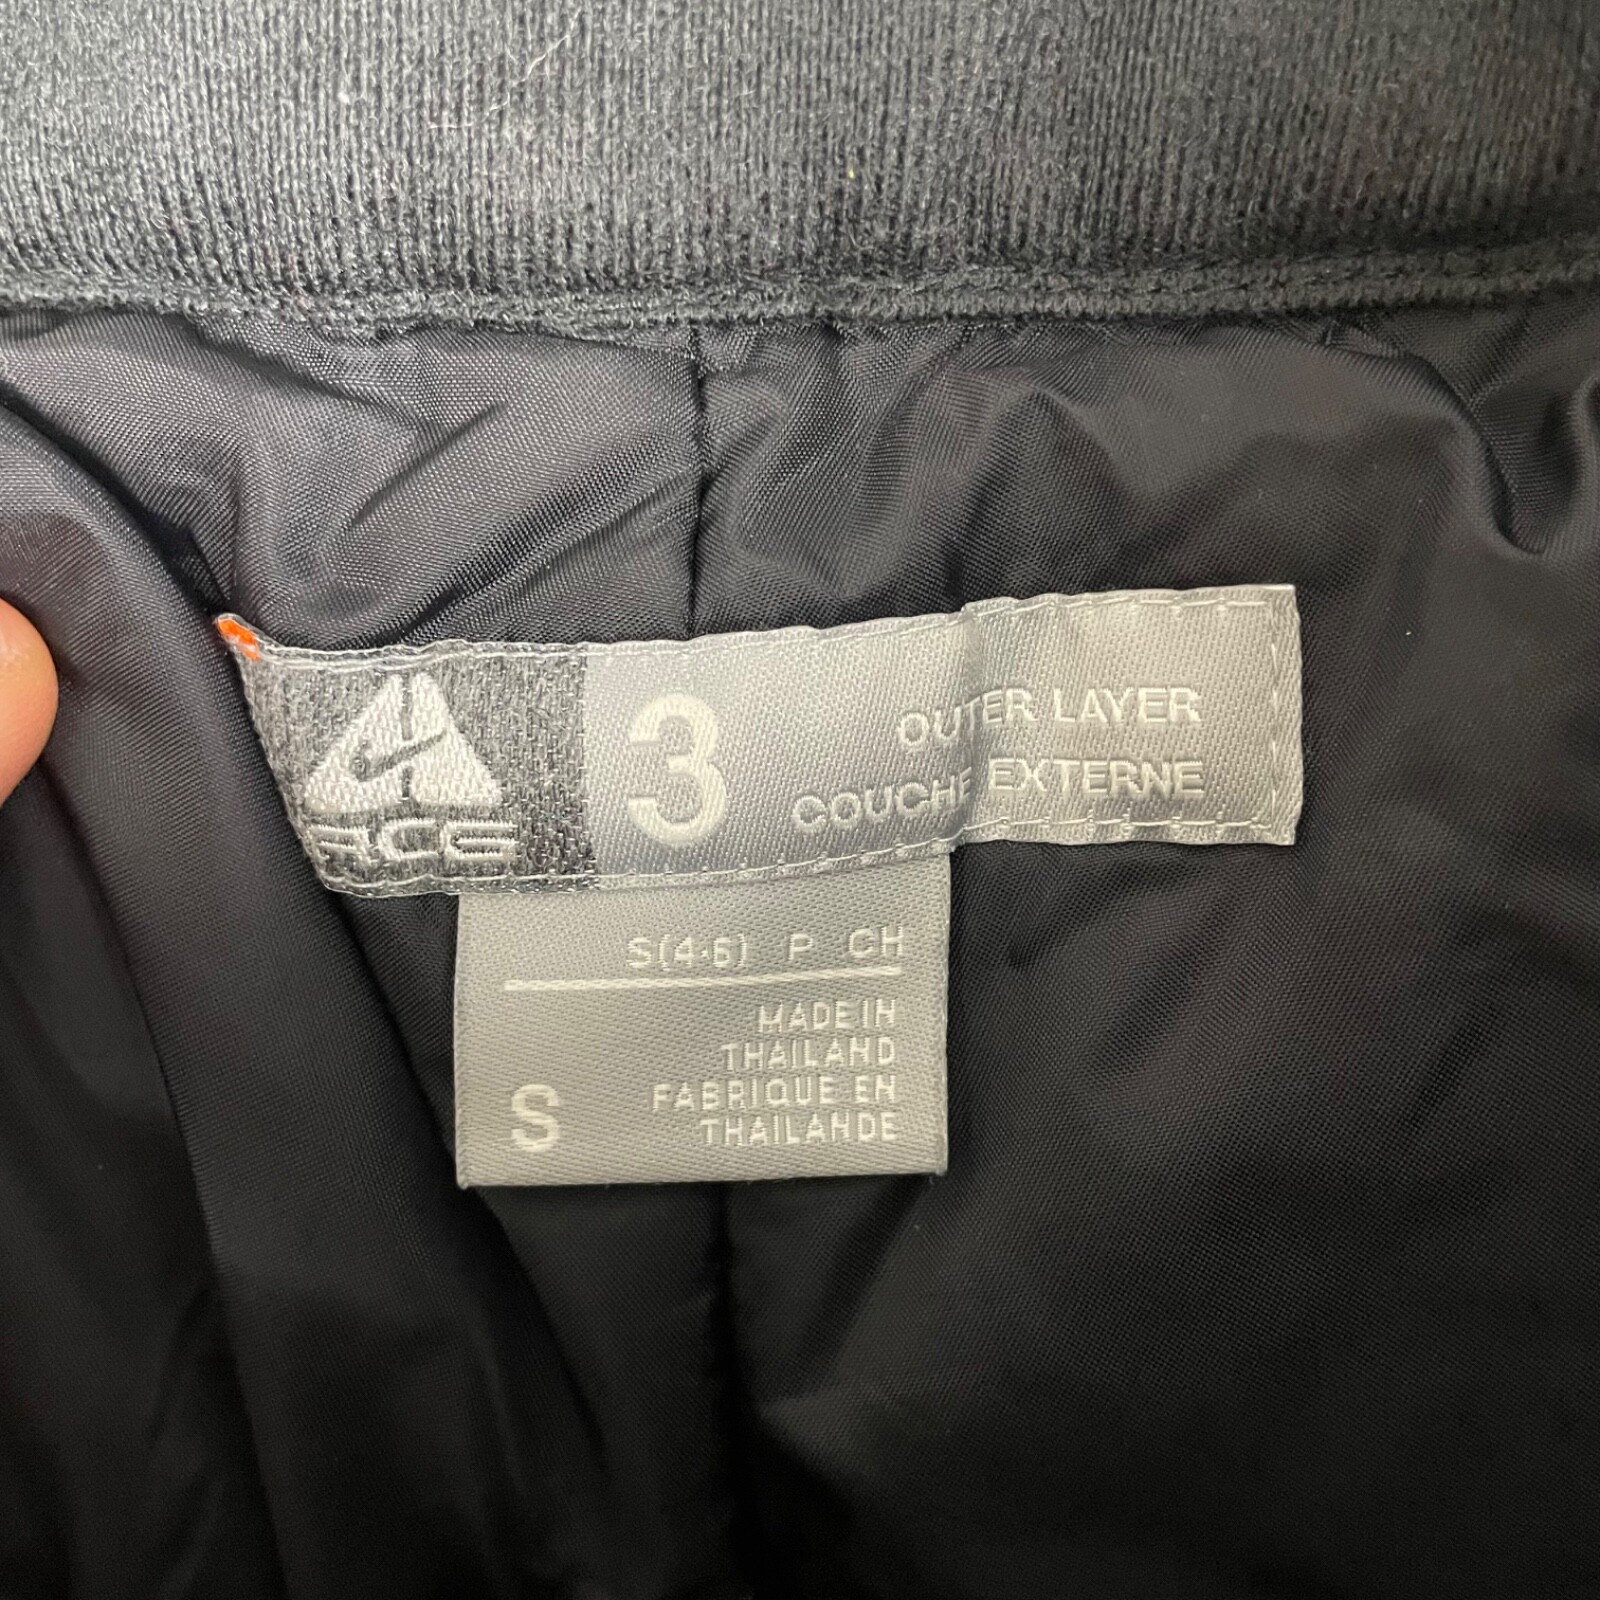 ACG
3
OUTER LAYER
COUCHE EXTERNE
S(4-6) P CH
MADE IN
THAILAND
FABRIQUE EN
THAILANDE
S